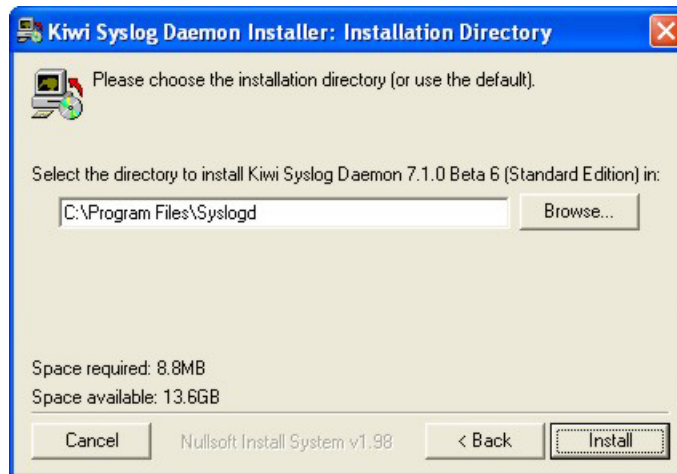 Kiwi Syslog Daemon Installer: Installation Directory
Please choose the installation directory (or use the default).
Select the directory to install Kiwi Syslog Daemon 7.1.0 Beta 6 (Standard Edition) in:
C:\Program Files\Syslogd
Browse...
Space required: 8.8MB
Space available: 13.6GB
Cancel
Nullsoft Install System v1.98
< Back
Install